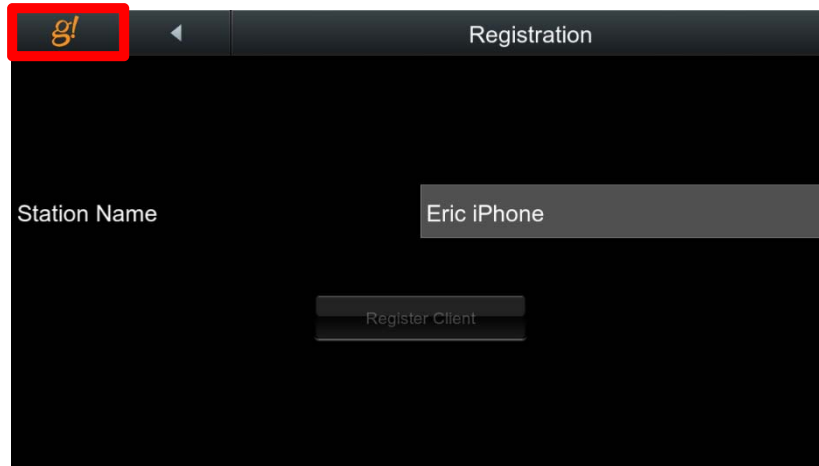 g!
Registration
Station Name
Eric iPhone
Register Client